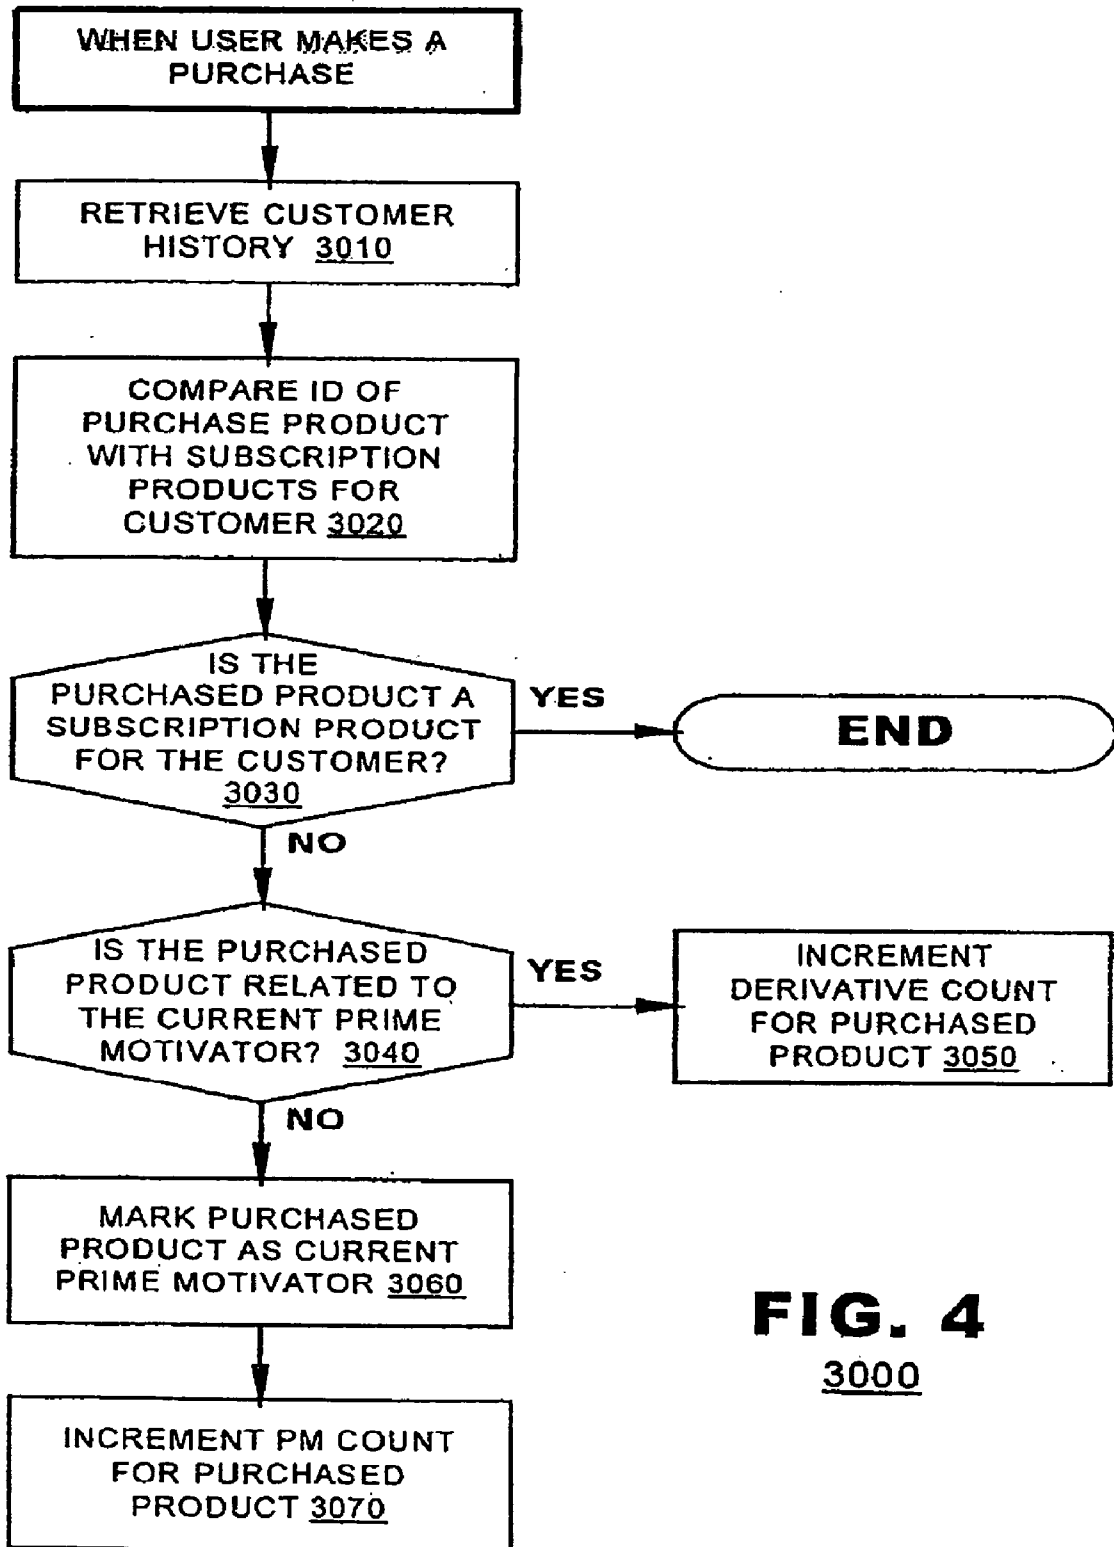 WHEN USER MAKES A
PURCHASE
RETRIEVE CUSTOMER
HISTORY 3010
COMPARE ID OF
PURCHASE PRODUCT
WITH SUBSCRIPTION
PRODUCTS FOR
CUSTOMER 3020
IS THE
PURCHASED PRODUCT A
SUBSCRIPTION PRODUCT
FOR THE CUSTOMER?
3030
YES
END
NO
IS THE PURCHASED
PRODUCT RELATED TO
THE CURRENT PRIME
MOTIVATOR? 3040
YES
INCREMENT
DERIVATIVE COUNT
FOR PURCHASED
PRODUCT 3050
NO
MARK PURCHASED
PRODUCT AS CURRENT
PRIME MOTIVATOR 3060
INCREMENT PM COUNT
FOR PURCHASED
PRODUCT 3070
FIG. 4
3000